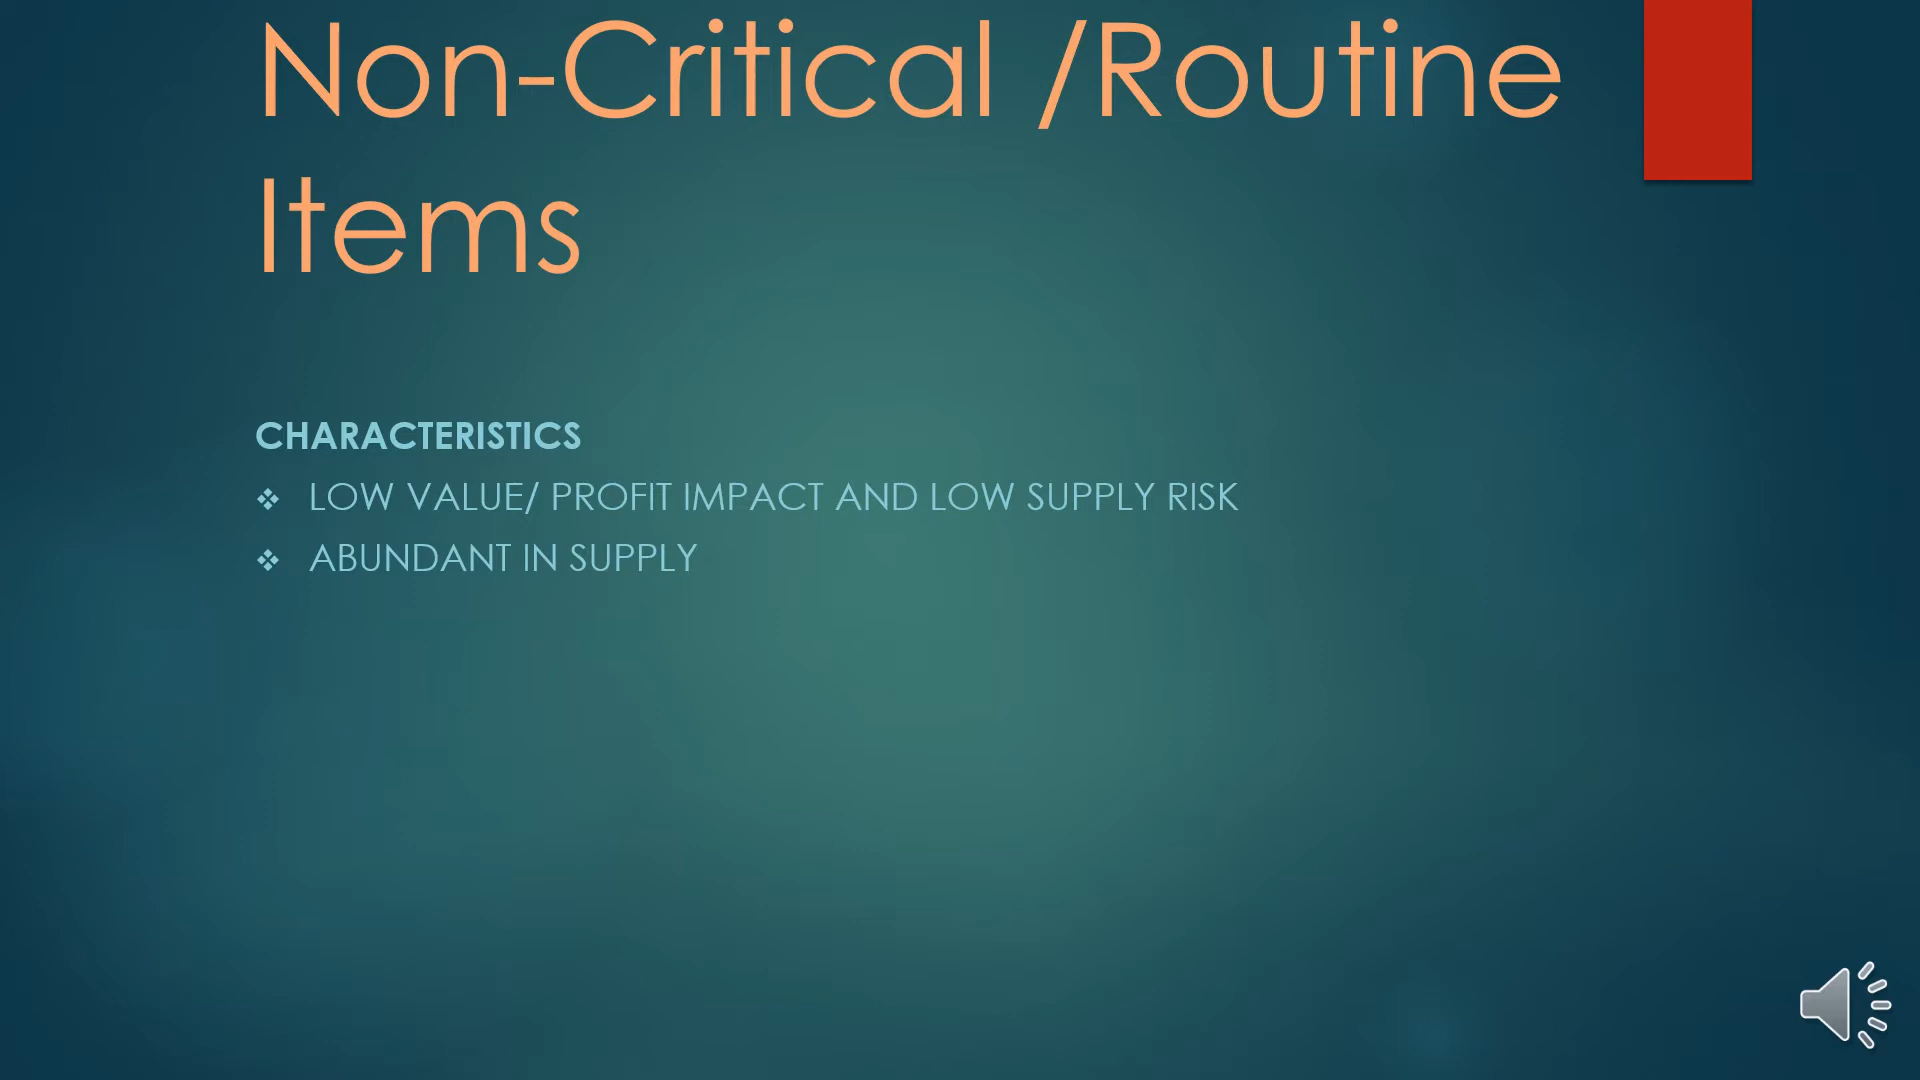 Non-Critical /Routine
Items
CHARACTERISTICS
❖ LOW VALUE/ PROFIT IMPACT AND LOW SUPPLY RISK
❖ ABUNDANT IN SUPPLY